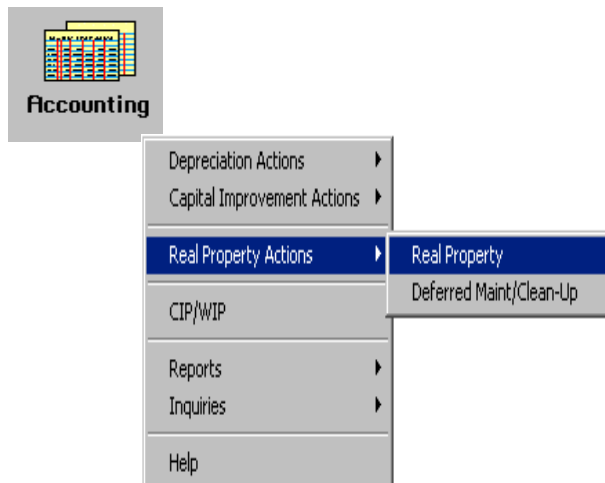 Accounting
Depreciation Actions
Capital Improvement Actions
Real Property Actions
Real Property
Deferred Maint/Clean-Up
CIP/WIP
Reports
Inquiries
Help